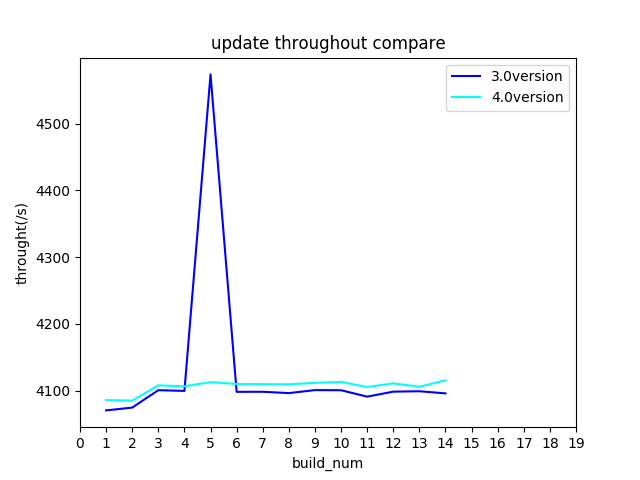 update throughout compare
3.0version
4.0version
throught(/s)
4500
4400
4300
4200
4100
0 1 2 3 4 5 6 7 8 9 10 11 12 13 14 15 16 17 18 19
build_num